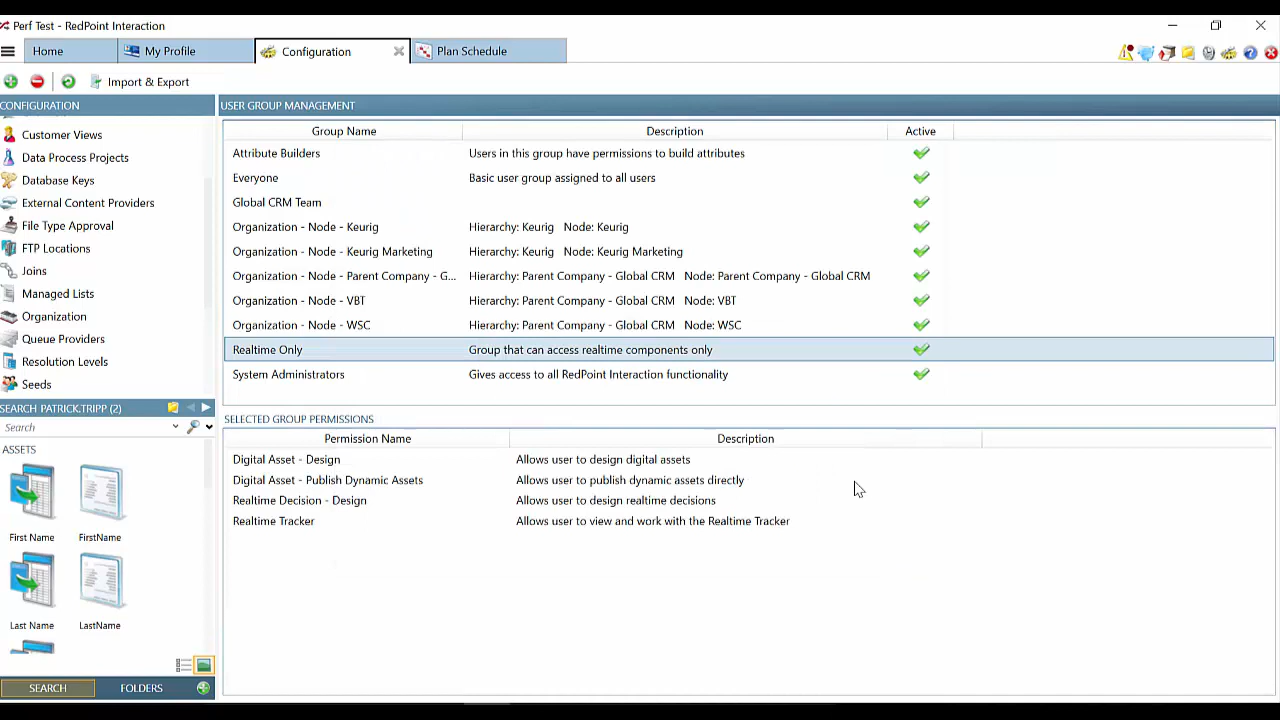 Perf Test - RedPoint Interaction
Home
My Profile
Configuration
Plan Schedule
Import & Export
CONFIGURATION
Customer Views
Data Process Projects
Database Keys
External Content Providers
File Type Approval
FTP Locations
Joins
Managed Lists
Organization
Queue Providers
Resolution Levels
Seeds
SEARCH PATRICK.TRIPP (2)
Search
ASSETS
First Name
FirstName
Last Name
LastName
SEARCH
FOLDERS
USER GROUP MANAGEMENT
Group Name Description Active
Attribute Builders Users in this group have permissions to build attributes
Everyone Basic user group assigned to all users
Global CRM Team
Organization - Node - Keurig Hierarchy: Keurig Node: Keurig
Organization - Node - Keurig Marketing Hierarchy: Keurig Node: Keurig Marketing
Organization - Node - Parent Company - G... Hierarchy: Parent Company - Global CRM Node: Parent Company - Global CRM
Organization - Node - VBT Hierarchy: Parent Company - Global CRM Node: VBT
Organization - Node - WSC Hierarchy: Parent Company - Global CRM Node: WSC
Realtime Only Group that can access realtime components only
System Administrators Gives access to all RedPoint Interaction functionality
SELECTED GROUP PERMISSIONS
Permission Name Description
Digital Asset - Design Allows user to design digital assets
Digital Asset - Publish Dynamic Assets Allows user to publish dynamic assets directly
Realtime Decision - Design Allows user to design realtime decisions
Realtime Tracker Allows user to view and work with the Realtime Tracker